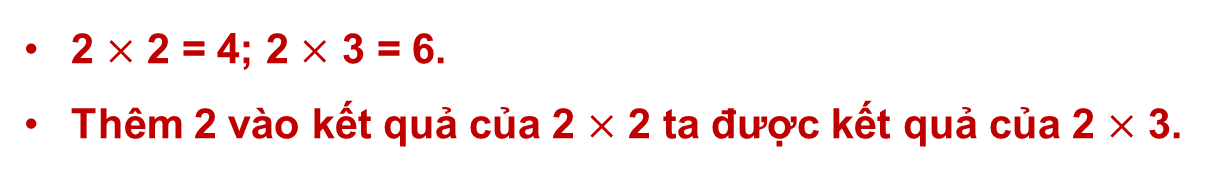 • 2 × 2 = 4; 2 × 3 = 6.
• Thêm 2 vào kết quả của 2 × 2 ta được kết quả của 2 × 3.